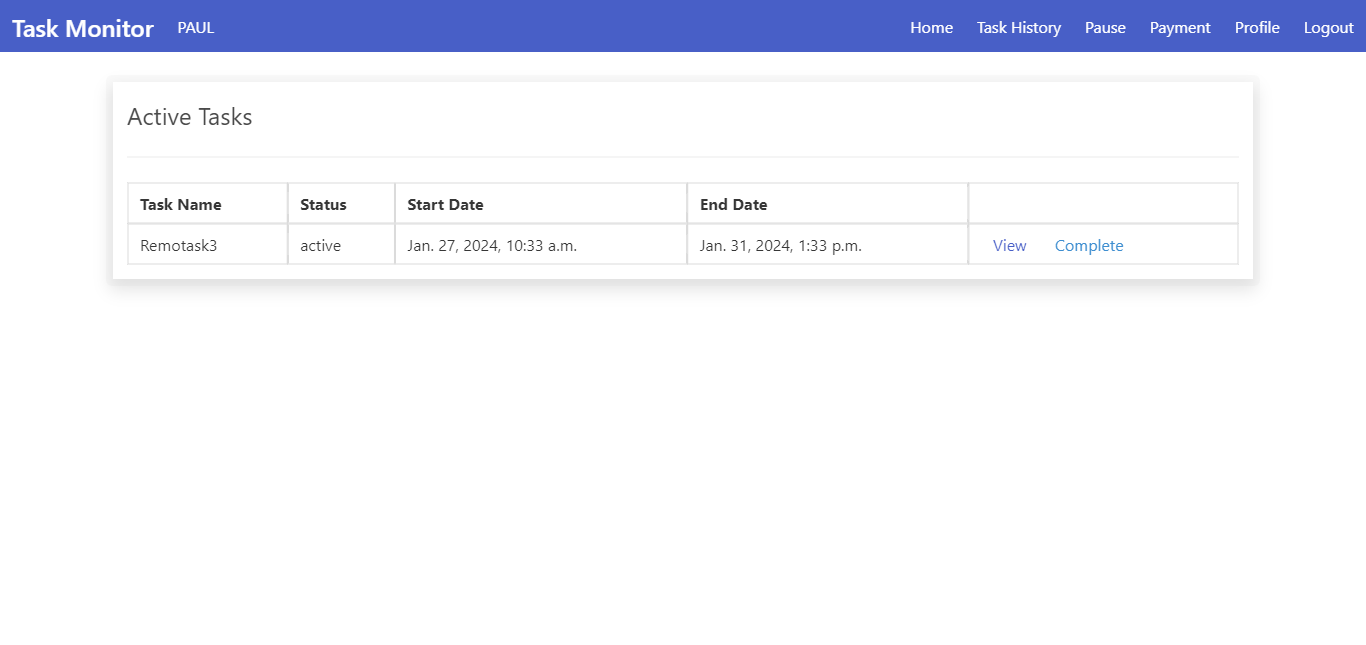 Task Monitor PAUL Home Task History Pause Payment Profile Logout
Active Tasks
Task Name Status Start Date End Date
Remotask3 active Jan. 27, 2024, 10:33 a.m. Jan. 31, 2024, 1:33 p.m. View Complete